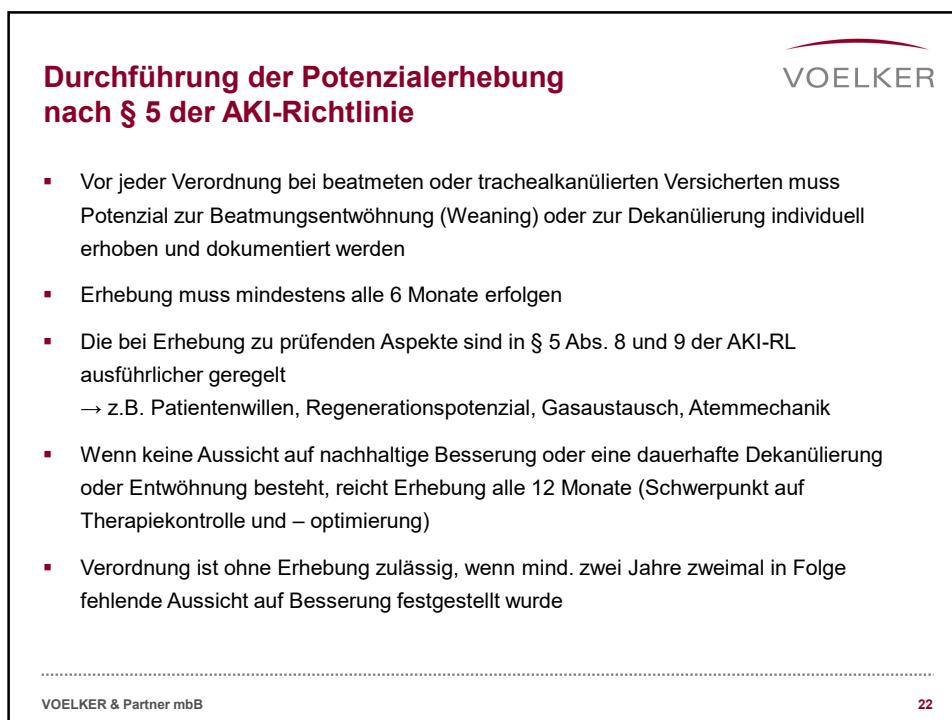 Durchführung der Potenzialerhebung
nach § 5 der AKI-Richtlinie
VOELKER
▪ Vor jeder Verordnung bei beatmeten oder trachealkanülierten Versicherten muss
Potenzial zur Beatmungsentwöhnung (Weaning) oder zur Dekanülierung individuell
erhoben und dokumentiert werden
▪ Erhebung muss mindestens alle 6 Monate erfolgen
▪ Die bei Erhebung zu prüfenden Aspekte sind in § 5 Abs. 8 und 9 der AKI-RL
ausführlicher geregelt
→ z.B. Patientenwillen, Regenerationspotenzial, Gasaustausch, Atemmechanik
▪ Wenn keine Aussicht auf nachhaltige Besserung oder eine dauerhafte Dekanülierung
oder Entwöhnung besteht, reicht Erhebung alle 12 Monate (Schwerpunkt auf
Therapiekontrolle und – optimierung)
▪ Verordnung ist ohne Erhebung zulässig, wenn mind. zwei Jahre zweimal in Folge
fehlende Aussicht auf Besserung festgestellt wurde
VOELKER & Partner mbB
22